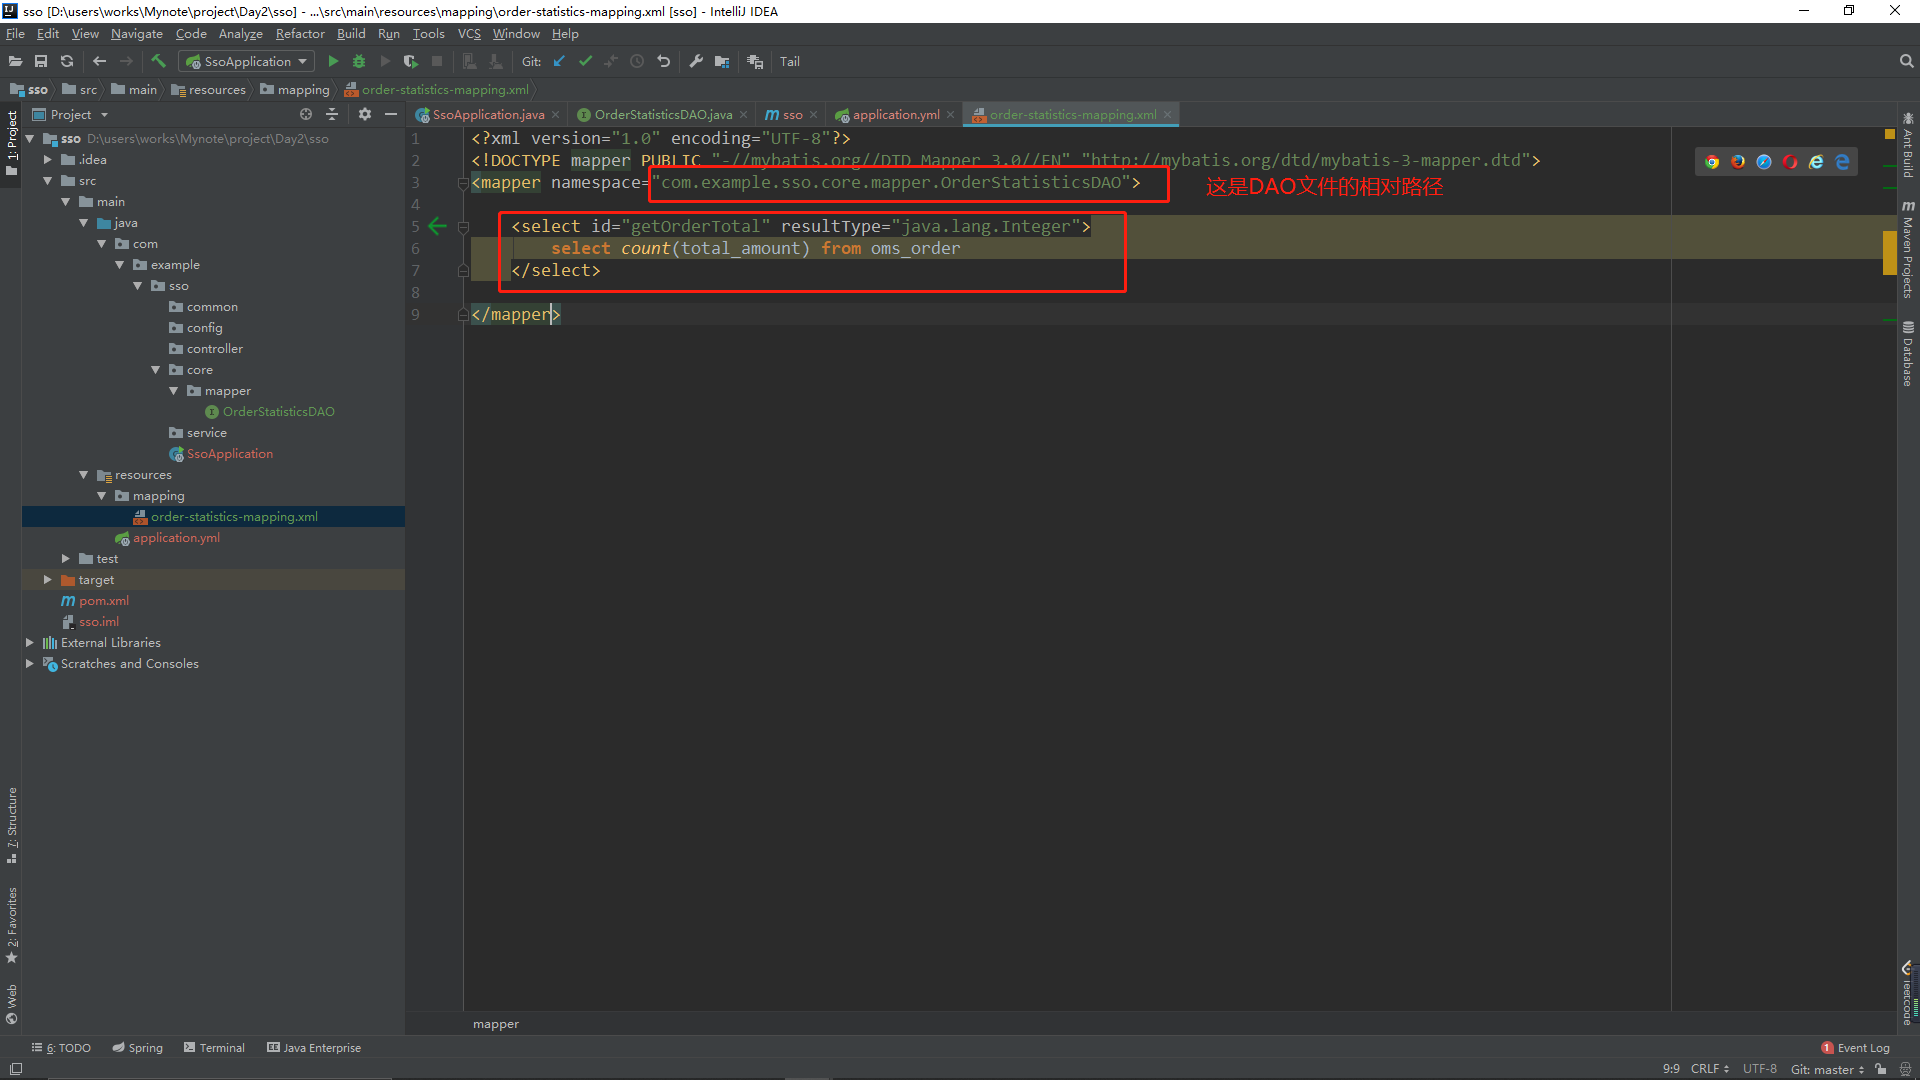 sso [D:\users\works\Mynote\project\Day2\sso] - ...\src\main\resources\mapping\order-statistics-mapping.xml [sso] - IntelliJ IDEA
File Edit View Navigate Code Analyze Refactor Build Run Tools VCS Window Help
SsoApplication Git: Tail
sso src main resources mapping order-statistics-mapping.xml
Project
SsoApplication.java OrderStatisticsDAO.java sso application.yml order-statistics-mapping.xml
1: Project
sso D:\users\works\Mynote\project\Day2\sso
.idea
src
main
java
com
example
sso
common
config
controller
core
mapper
OrderStatisticsDAO
service
SsoApplication
resources
mapping
order-statistics-mapping.xml
application.yml
test
target
pom.xml
sso.iml
External Libraries
Scratches and Consoles
7: Structure
2: Favorites
Web
1 <?xml version="1.0" encoding="UTF-8"?>
2 <!DOCTYPE mapper PUBLIC "-//mybatis.org//DTD Mapper 3.0//EN" "http://mybatis.org/dtd/mybatis-3-mapper.dtd">
3 <mapper namespace="com.example.sso.core.mapper.OrderStatisticsDAO">
这是DAO文件的相对路径
4
5 <select id="getOrderTotal" resultType="java.lang.Integer">
6 select count(total_amount) from oms_order
7 </select>
8
9 </mapper>
Ant Build
Maven Projects
Database
leetcode
mapper
6: TODO Spring Terminal Java Enterprise
1 Event Log
9:9 CRLF UTF-8 Git: master